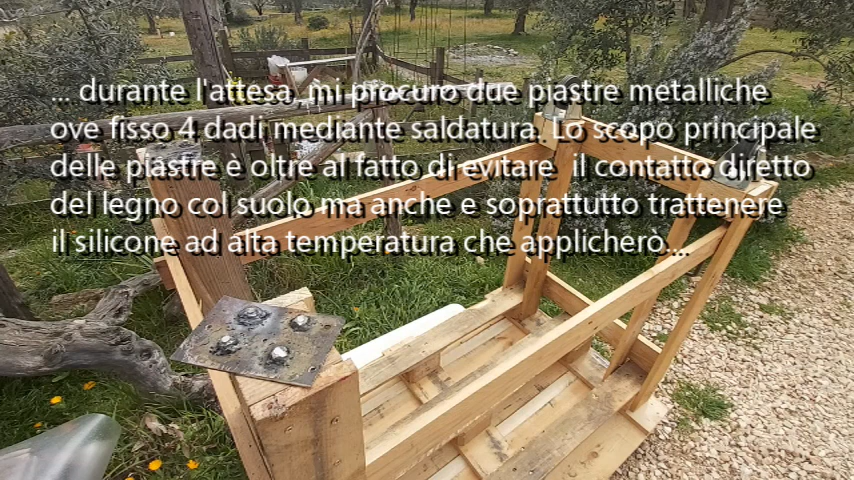 ... durante l'attesa, mi procuro due piastre metalliche
ove fisso 4 dadi mediante saldatura. Lo scopo principale
delle piastre è oltre al fatto di evitare il contatto diretto
del legno col suolo ma anche e soprattutto trattenere
il silicone ad alta temperatura che applicherò....